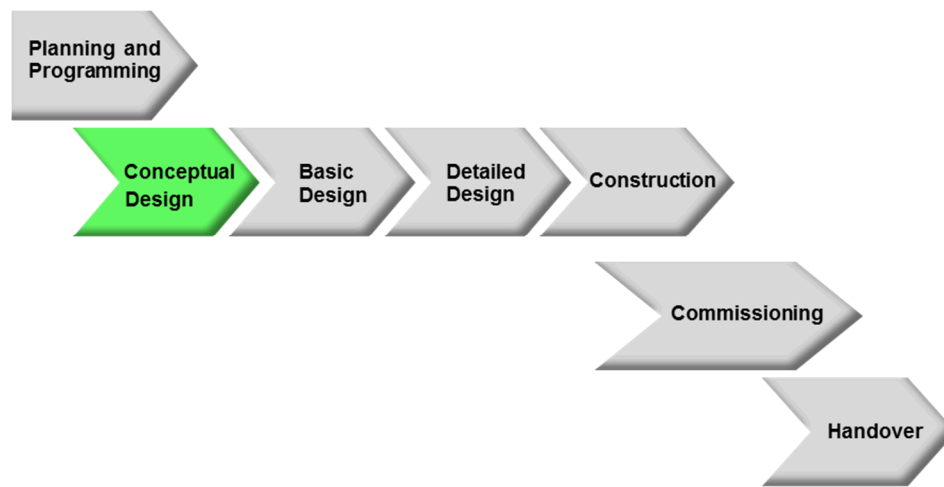 Planning and
Programming
Conceptual
Design
Basic
Design
Detailed
Design
Construction
Commissioning
Handover